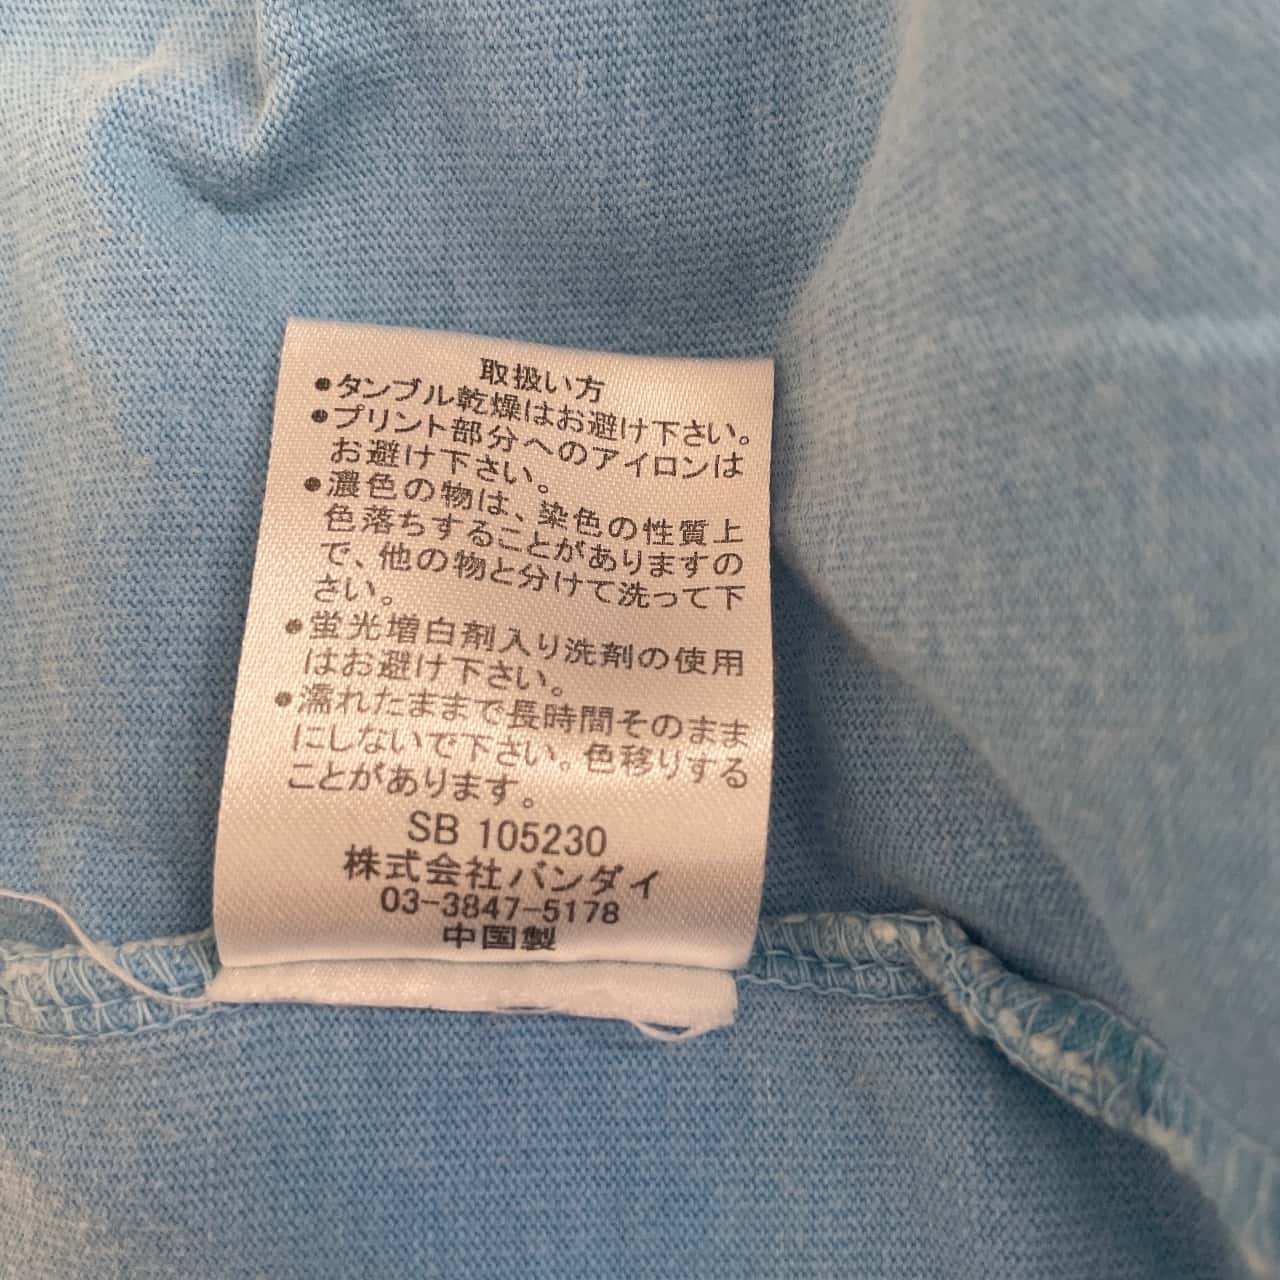 取扱い方
●タンブル乾燥はお避け下さい。
●プリント部分へのアイロンは
お避け下さい。
●濃色の物は、染色の性質上
色落ちすることがありますの
で、他の物と分けて洗って下
さい。
●蛍光増白剤入り洗剤の使用
はお避け下さい。
●濡れたままで長時間そのまま
にしないで下さい。色移りする
ことがあります。
SB 105230
株式会社バンダイ
03-3847-5178
中国製